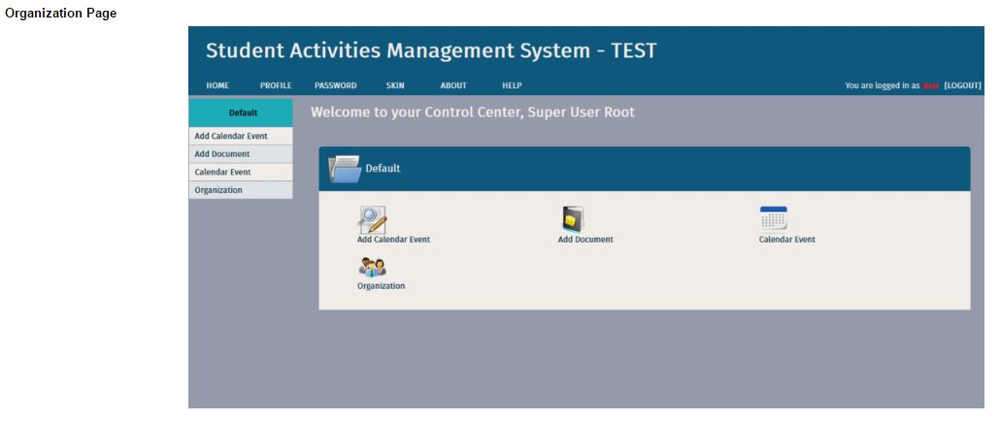 Organization Page
Student Activities Management System - TEST
HOME PROFILE PASSWORD SKIN ABOUT HELP You are logged in as user [LOGOUT]
Default
Add Calendar Event
Add Document
Calendar Event
Organization
Welcome to your Control Center, Super User Root
Default
Add Calendar Event Add Document Calendar Event
Organization